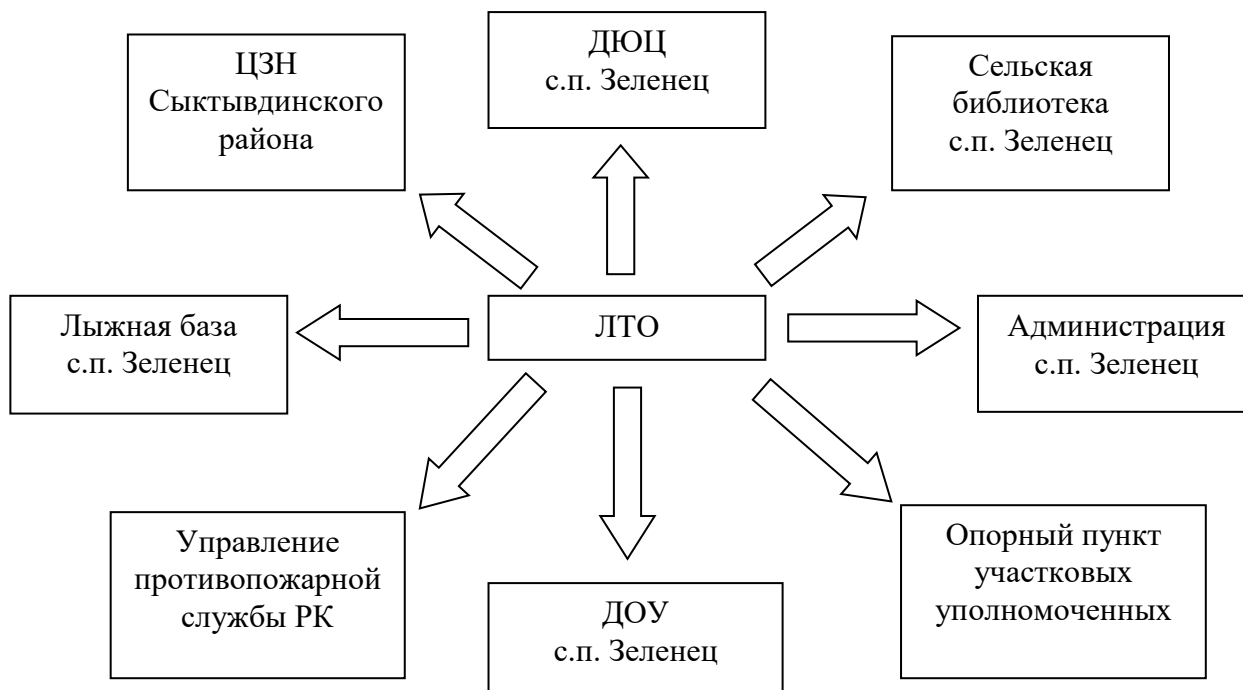 ЦЗН
Сыктывдинского
района
ДЮЦ
с.п. Зеленец
Сельская
библиотека
с.п. Зеленец
Лыжная база
с.п. Зеленец
ЛТО
Администрация
с.п. Зеленец
Управление
противопожарной
службы РК
ДОУ
с.п. Зеленец
Опорный пункт
участковых
уполномоченных